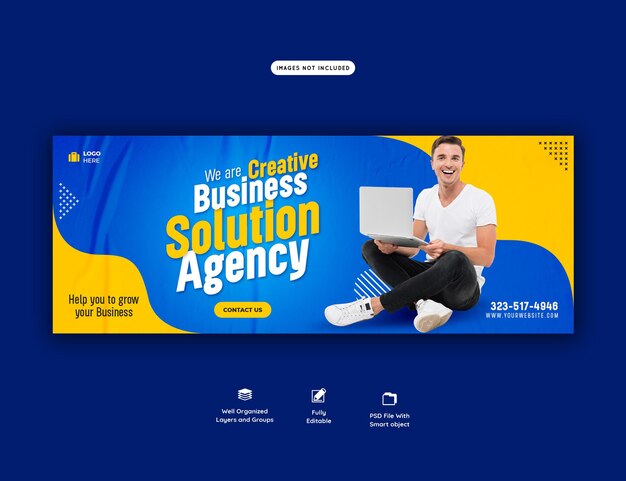 IMAGES NOT INCLUDED
LOGO
HERE
We are Creative
Business
Solution
Agency
CONTACT US
Help you to grow
your Business
323-517-4946
WWW.YOURWEBSITE.COM
Well Organized
Layers and Groups
Fully
Editable
PSD File With
Smart object